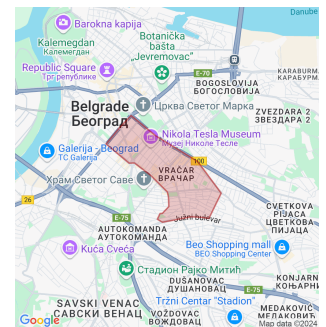 Danube
Barokna kapija
Kalemegdan
Калемегдан
Botanička
bašta
„Jevremovac”
Republic Square
Трг републике
E-70
BOGOSLOVIJA
БОГОСЛОВИЈА
KARABURMA
КАРАБУРМА
Belgrade
Београд
Црква Светог Марка
ZVEZDARA 2
ЗВЕЗДАРА 2
Nikola Tesla Museum
Музеј Николе Тесле
Galerija - Beograd
TC Galerija
100
VRAČAR
ВРАЧАР
Храм Светог Саве
26
E-75
CVETKOVA
PIJACA
ЦВЕТКОВА
ПИЈАЦА
Južni bulevar
AUTOKOMANDA
АУТОКОМАНДА
Kuća Cveća
Beo Shopping mall
BEO Shopping Center
Стадион Рајко Митић
E-75
DUŠANOVAC
ДУШАНОВАЦ
KONJARNIK
КОЊАРНИК
SAVSKI VENAC
САВСКИ ВЕНАЦ
VOŽDOVAC
ВОЖДОВАЦ
Tržni Centar "Stadion"
MEDAKOVIĆ
МЕДАКОВИЋ
Google
Map data ©2024